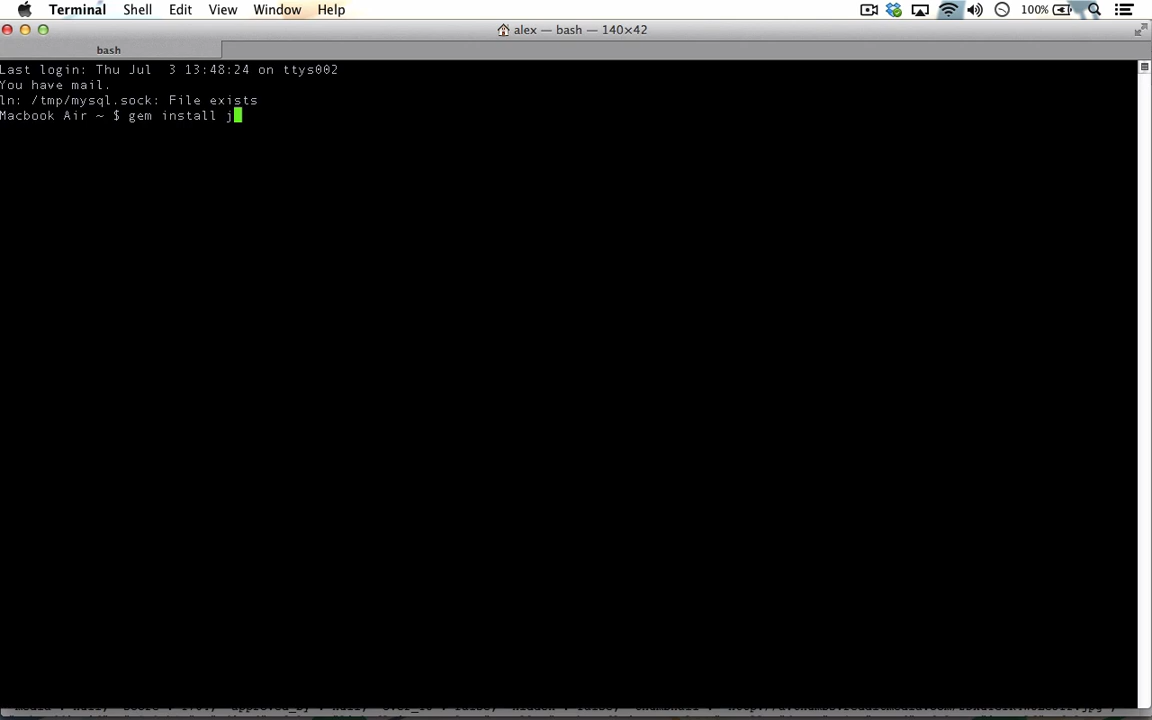 Terminal Shell Edit View Window Help 100%
alex — bash — 140×42
bash
Last login: Thu Jul  3 13:48:24 on ttys002
You have mail.
ln: /tmp/mysql.sock: File exists
Macbook Air ~ $ gem install j